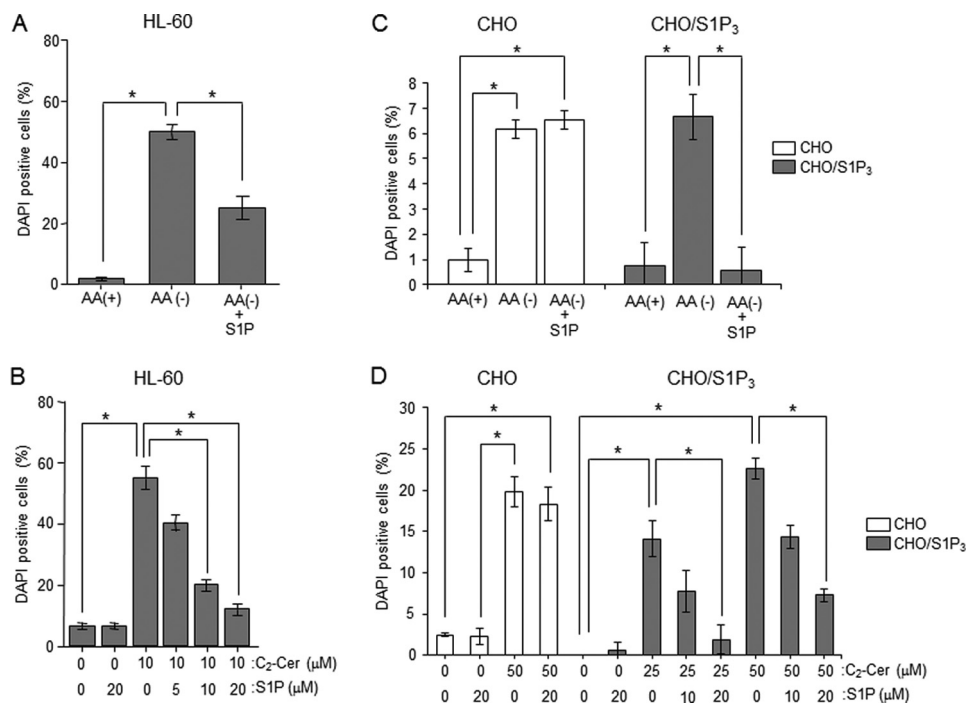 A
HL-60
DAPI positive cells (%)
80
60
40
20
0
* *
AA(+) AA(-) AA(-)
+
S1P
B
HL-60
DAPI positive cells (%)
80
60
40
20
0
* * *
0 0 10 10 10 10 :C₂-Cer (μM)
0 20 0 5 10 20 :S1P (μM)
C
CHO CHO/S1P₃
DAPI positive cells (%)
8
7
6
5
4
3
2
1
0
* * * *
AA(+) AA(-) AA(-) AA(+) AA(-) AA(-)
+ +
S1P S1P
CHO
CHO/S1P₃
D
CHO CHO/S1P₃
DAPI positive cells (%)
30
25
20
15
10
5
0
* * * * * *
0 0 50 50 0 0 25 25 25 50 50 50 :C₂-Cer (μM)
0 20 0 20 0 20 0 10 20 0 10 20 :S1P (μM)
CHO
CHO/S1P₃